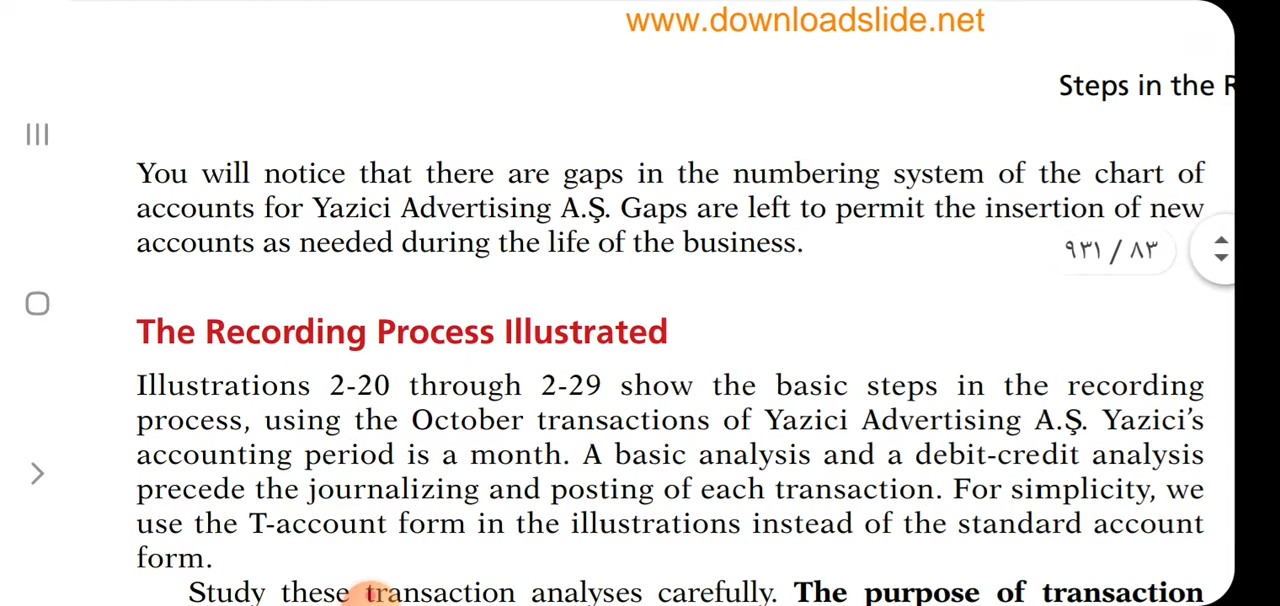 www.downloadslide.net
Steps in the
You will notice that there are gaps in the numbering system of the chart of
accounts for Yazici Advertising A.Ş. Gaps are left to permit the insertion of new
accounts as needed during the life of the business.
٩٣١ / ٨٣
The Recording Process Illustrated
Illustrations 2-20 through 2-29 show the basic steps in the recording
process, using the October transactions of Yazici Advertising A.Ş. Yazici’s
accounting period is a month. A basic analysis and a debit-credit analysis
precede the journalizing and posting of each transaction. For simplicity, we
use the T-account form in the illustrations instead of the standard account
form.
Study these transaction analyses carefully. The purpose of transaction